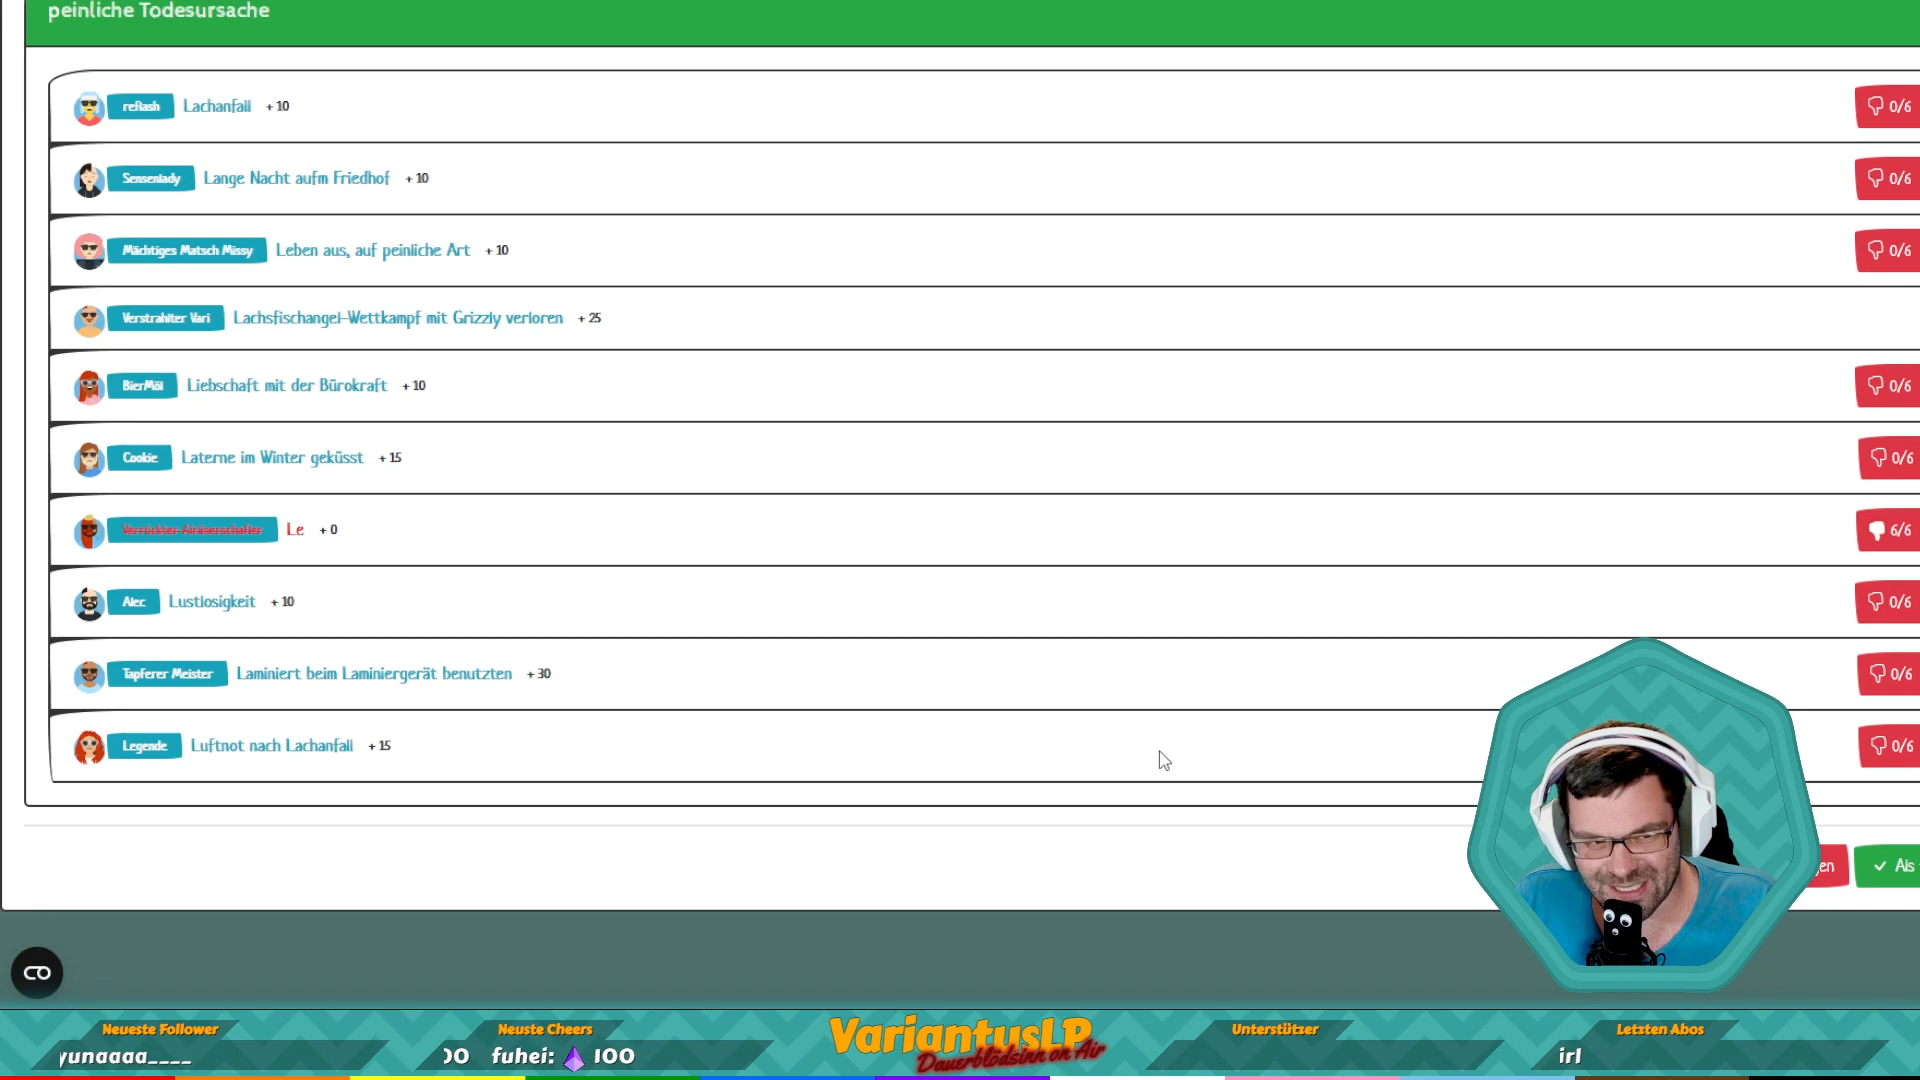 peinliche Todesursache
reflash Lachanfall +10 0/6
Sensenlady Lange Nacht aufm Friedhof +10 0/6
Mächtiges Matsch Missy Leben aus, auf peinliche Art +10 0/6
Verstrahlter Vari Lachsfischangel-Wettkampf mit Grizzly verloren +25
BierMöl Liebschaft mit der Bürokraft +10 0/6
Cookie Laterne im Winter geküsst +15 0/6
Le +0 6/6
Alec Lustlosigkeit +10 0/6
Tapferer Meister Laminiert beim Laminiergerät benutzten +30 0/6
Legende Luftnot nach Lachanfall +15 0/6
en Als
Neueste Follower Neuste Cheers VariantusLP Unterstützer Letzten Abos
yunaaaa____ 00 fuhei: 100 Dauerblödsinn on Air irl